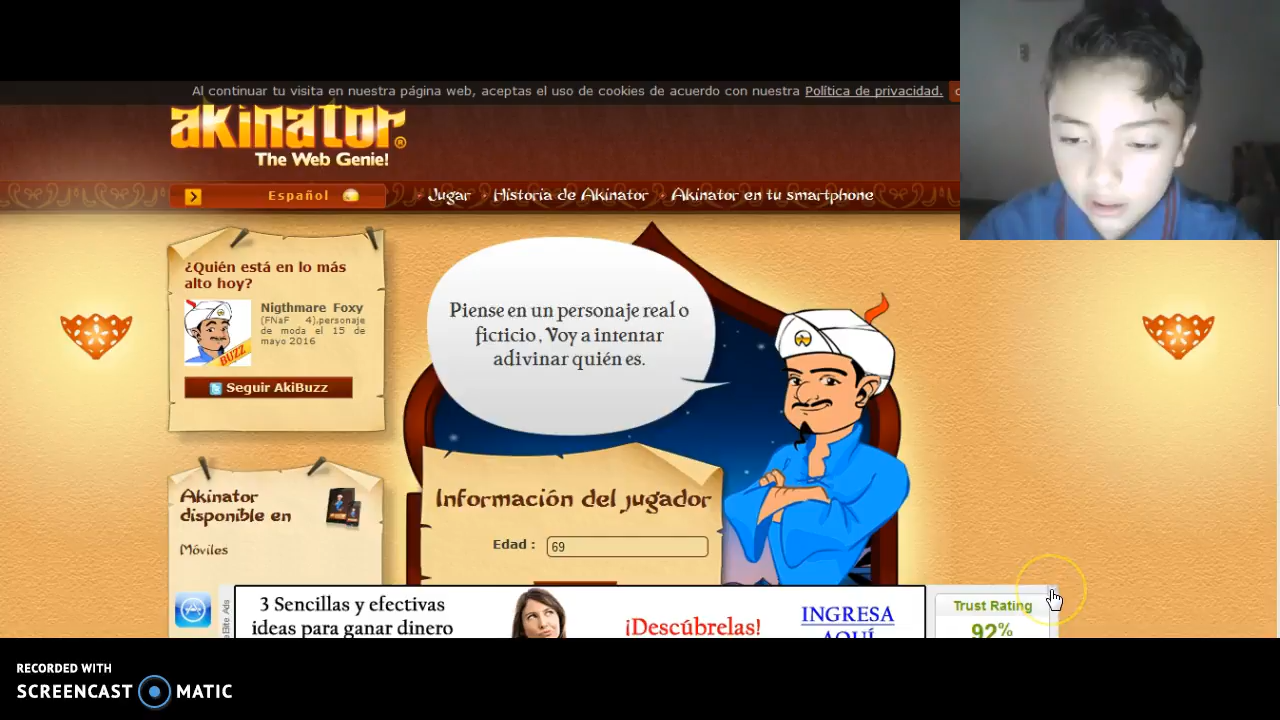 Al continuar tu visita en nuestra página web, aceptas el uso de cookies de acuerdo con nuestra Política de privacidad.
akinator®
The Web Genie!
Español
· Jugar · Historia de Akinator · Akinator en tu smartphone
¿Quién está en lo más
alto hoy?
Nigthmare Foxy
(FNaF 4),personaje
de moda el 15 de
mayo 2016
BUZZ
Seguir AkiBuzz
Piense en un personaje real o
ficticio. Voy a intentar
adivinar quién es.
Akinator
disponible en
Móviles
Información del jugador
Edad : 69
3 Sencillas y efectivas
ideas para ganar dinero
¡Descúbrelas!
INGRESA
AQUÍ
Trust Rating
92%
RECORDED WITH
SCREENCAST MATIC